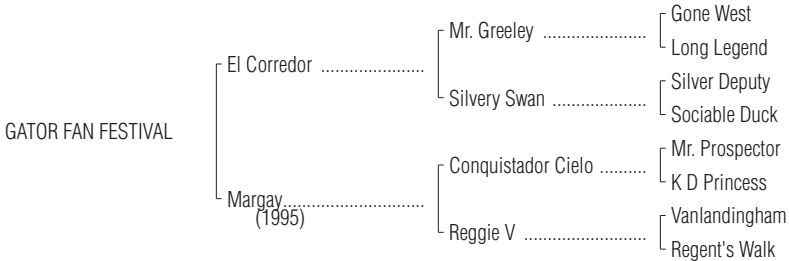 Gone West
Mr. Greeley ......................
Long Legend
El Corredor ......................
Silver Deputy
Silvery Swan ....................
Sociable Duck
GATOR FAN FESTIVAL
Mr. Prospector
Conquistador Cielo ..........
K D Princess
Margay..............................
(1995)
Vanlandingham
Reggie V ..........................
Regent's Walk